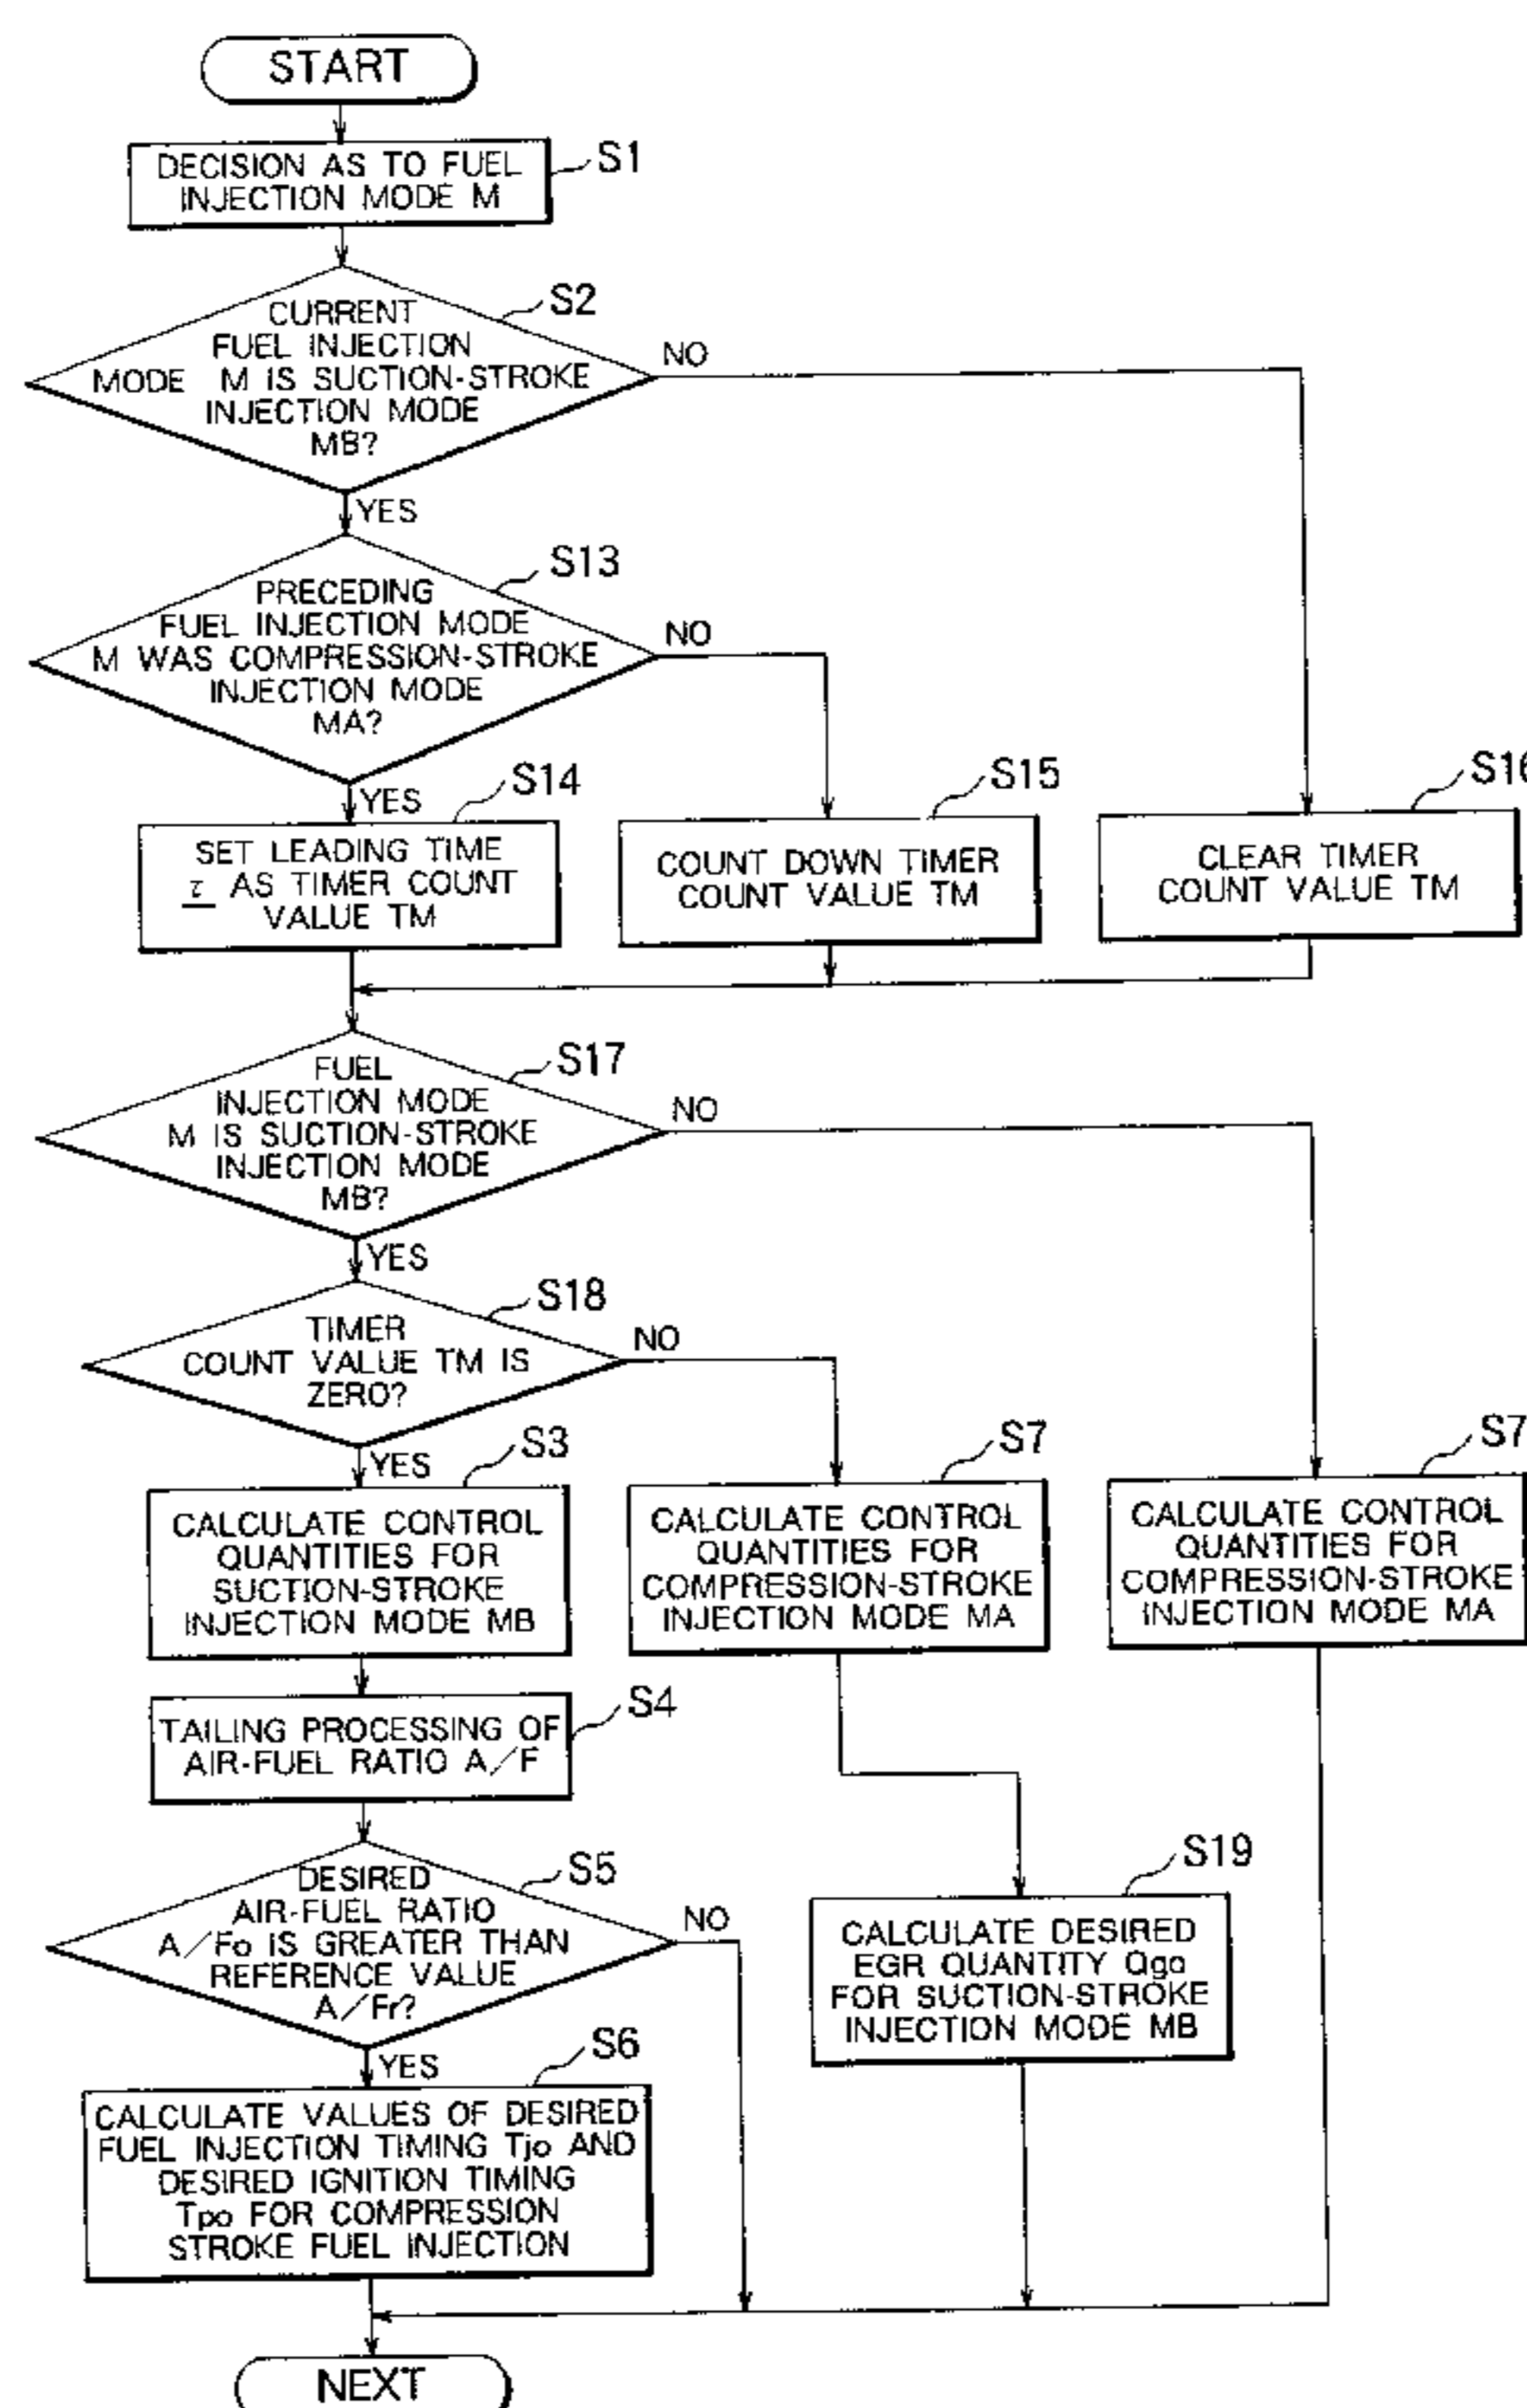 START
DECISION AS TO FUEL
INJECTION MODE M
S1
CURRENT
FUEL INJECTION
MODE M IS SUCTION-STROKE
INJECTION MODE
MB?
S2
NO
YES
PRECEDING
FUEL INJECTION MODE
M WAS COMPRESSION-STROKE
INJECTION MODE
MA?
S13
NO
YES
SET LEADING TIME
τ AS TIMER COUNT
VALUE TM
S14
COUNT DOWN TIMER
COUNT VALUE TM
S15
CLEAR TIMER
COUNT VALUE TM
S16
FUEL
INJECTION MODE
M IS SUCTION-STROKE
INJECTION MODE
MB?
S17
NO
YES
TIMER
COUNT VALUE TM IS
ZERO?
S18
NO
YES
CALCULATE CONTROL
QUANTITIES FOR
SUCTION-STROKE
INJECTION MODE MB
S3
CALCULATE CONTROL
QUANTITIES FOR
COMPRESSION-STROKE
INJECTION MODE MA
S7
CALCULATE CONTROL
QUANTITIES FOR
COMPRESSION-STROKE
INJECTION MODE MA
S7
TAILING PROCESSING OF
AIR-FUEL RATIO A/F
S4
DESIRED
AIR-FUEL RATIO
A/Fo IS GREATER THAN
REFERENCE VALUE
A/Fr?
S5
NO
YES
CALCULATE DESIRED
EGR QUANTITY Qgo
FOR SUCTION-STROKE
INJECTION MODE MB
S19
CALCULATE VALUES OF DESIRED
FUEL INJECTION TIMING Tjo AND
DESIRED IGNITION TIMING
Tpo FOR COMPRESSION
STROKE FUEL INJECTION
S6
NEXT